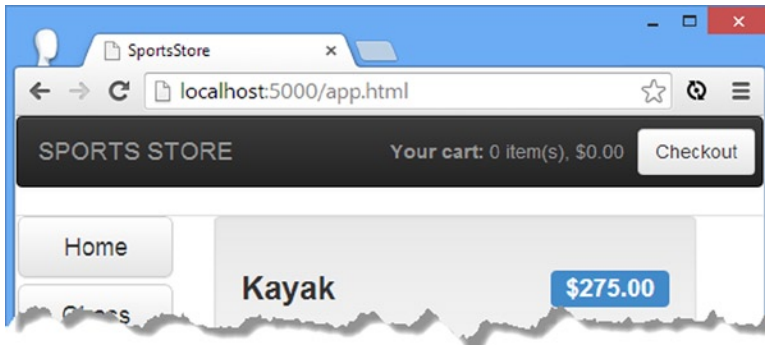 SportsStore
localhost:5000/app.html
SPORTS STORE Your cart: 0 item(s), $0.00 Checkout
Home
Kayak $275.00